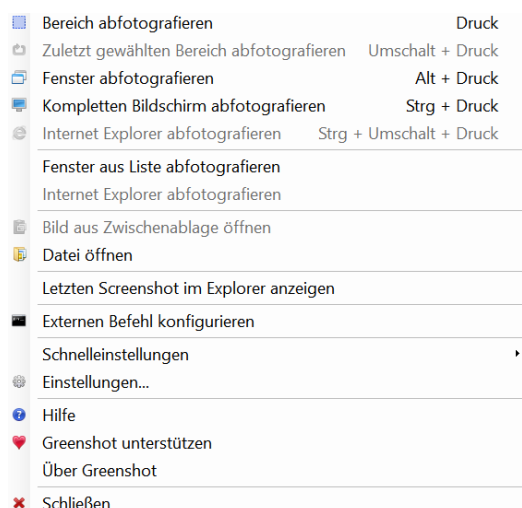 Bereich abfotografieren Druck
Zuletzt gewählten Bereich abfotografieren Umschalt + Druck
Fenster abfotografieren Alt + Druck
Kompletten Bildschirm abfotografieren Strg + Druck
Internet Explorer abfotografieren Strg + Umschalt + Druck
Fenster aus Liste abfotografieren
Internet Explorer abfotografieren
Bild aus Zwischenablage öffnen
Datei öffnen
Letzten Screenshot im Explorer anzeigen
Externen Befehl konfigurieren
Schnelleinstellungen
Einstellungen...
Hilfe
Greenshot unterstützen
Über Greenshot
Schließen